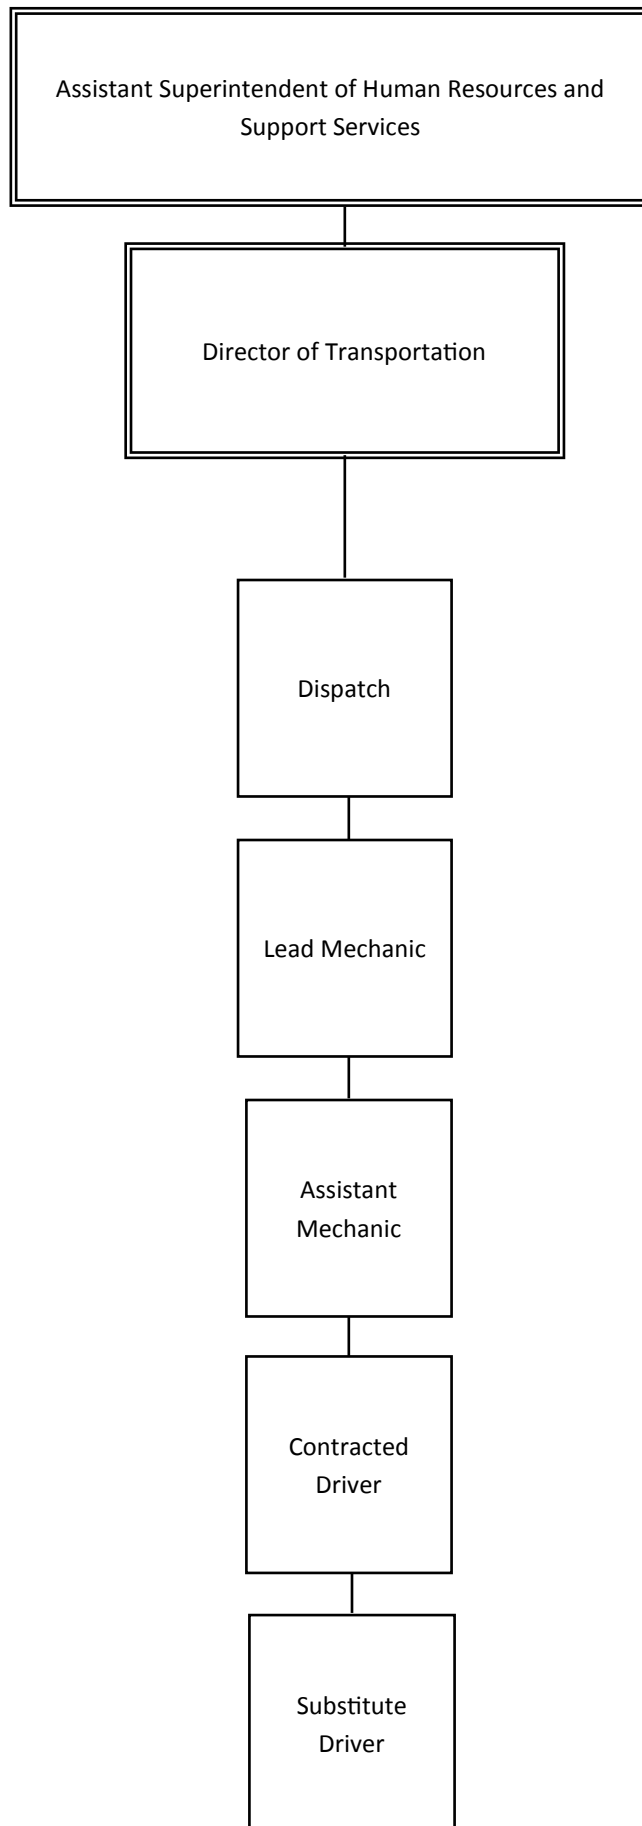 Assistant Superintendent of Human Resources and
Support Services
Director of Transportation
Dispatch
Lead Mechanic
Assistant
Mechanic
Contracted
Driver
Substitute
Driver